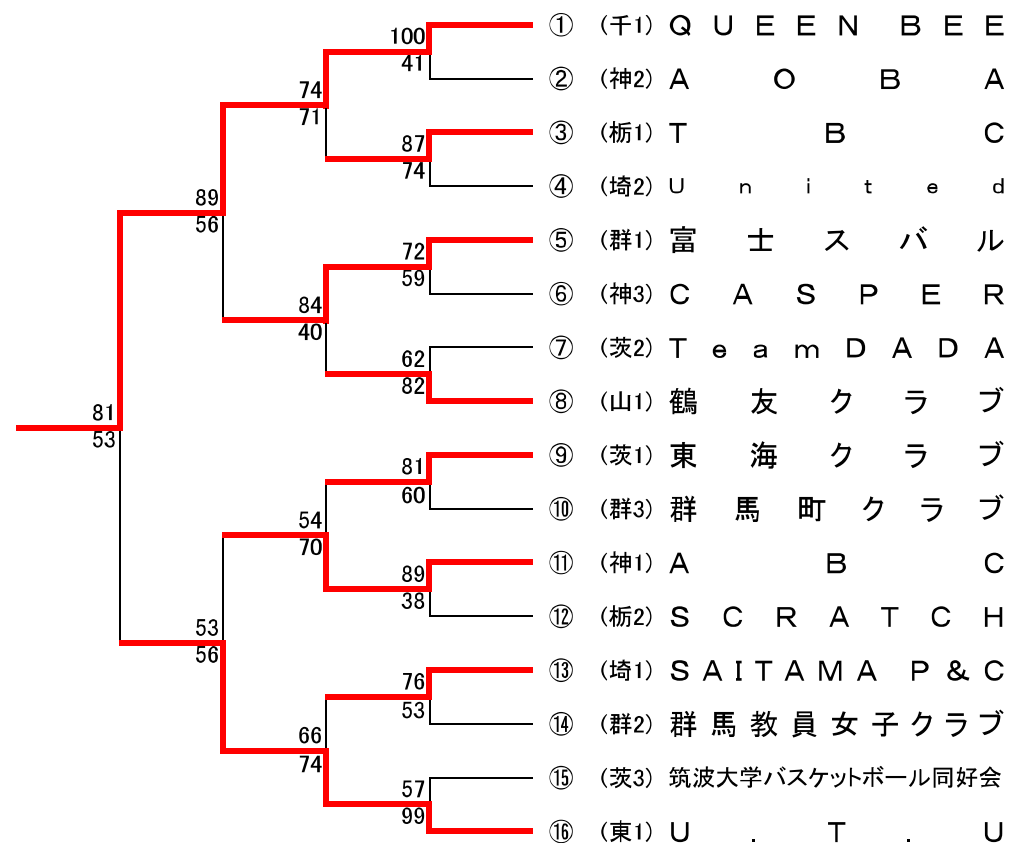 100 ① (千1) QUEEN BEE
41
74
71 ② (神2) AOBA
87 ③ (栃1) TBC
74
89
56 ④ (埼2) United
72 ⑤ (群1) 富士スバル
59
84
40 ⑥ (神3) CASPER
62 ⑦ (茨2) TeamDADA
82
81
53 ⑧ (山1) 鶴友クラブ
81 ⑨ (茨1) 東海クラブ
60
54
70 ⑩ (群3) 群馬町クラブ
89 ⑪ (神1) ABC
38
53
56 ⑫ (栃2) SCRATCH
76 ⑬ (埼1) SAITAMA P&C
53
66
74 ⑭ (群2) 群馬教員女子クラブ
57 ⑮ (茨3) 筑波大学バスケットボール同好会
99 ⑯ (東1) U.T.U